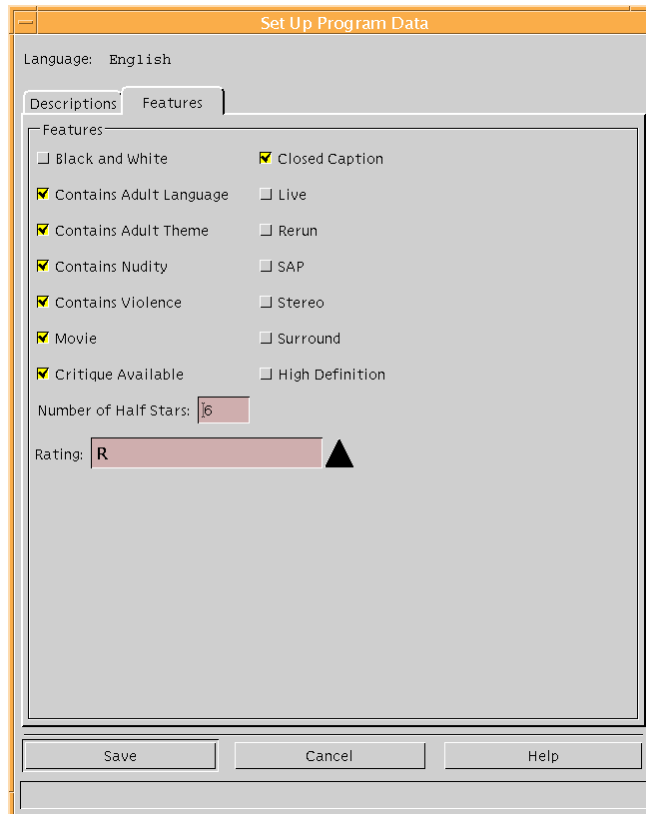 Set Up Program Data
Language: English
Descriptions Features
Features
Black and White Closed Caption
Contains Adult Language Live
Contains Adult Theme Rerun
Contains Nudity SAP
Contains Violence Stereo
Movie Surround
Critique Available High Definition
Number of Half Stars: 6
Rating: R
Save Cancel Help